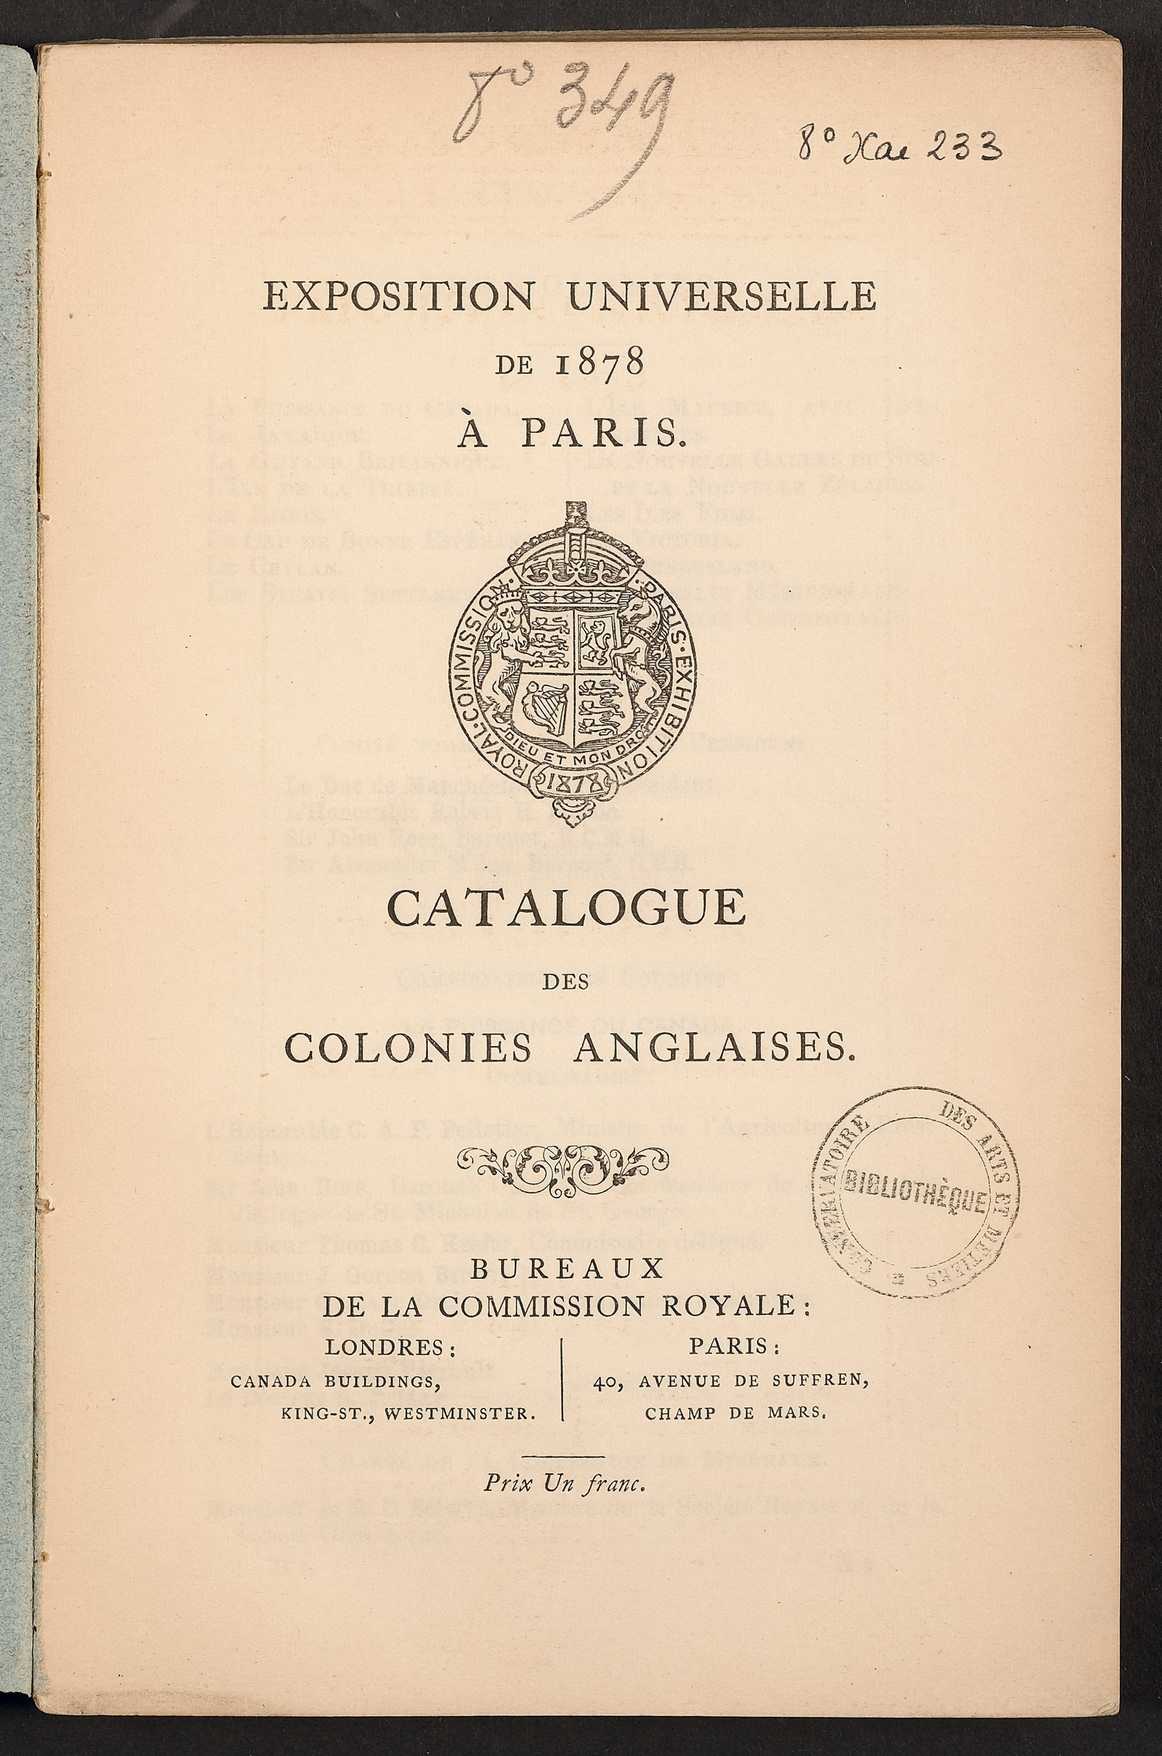 8° 349
8° Xae 233
EXPOSITION UNIVERSELLE
DE 1878
À PARIS.
ROYAL·COMMISSION·PARIS·EXHIBITION
DIEU ET MON DROIT
1878
CATALOGUE
DES
COLONIES ANGLAISES.
CONSERVATOIRE DES ARTS ET MÉTIERS
BIBLIOTHÈQUE
BUREAUX
DE LA COMMISSION ROYALE:
LONDRES:
CANADA BUILDINGS,
KING-ST., WESTMINSTER.
PARIS:
40, AVENUE DE SUFFREN,
CHAMP DE MARS.
Prix Un franc.